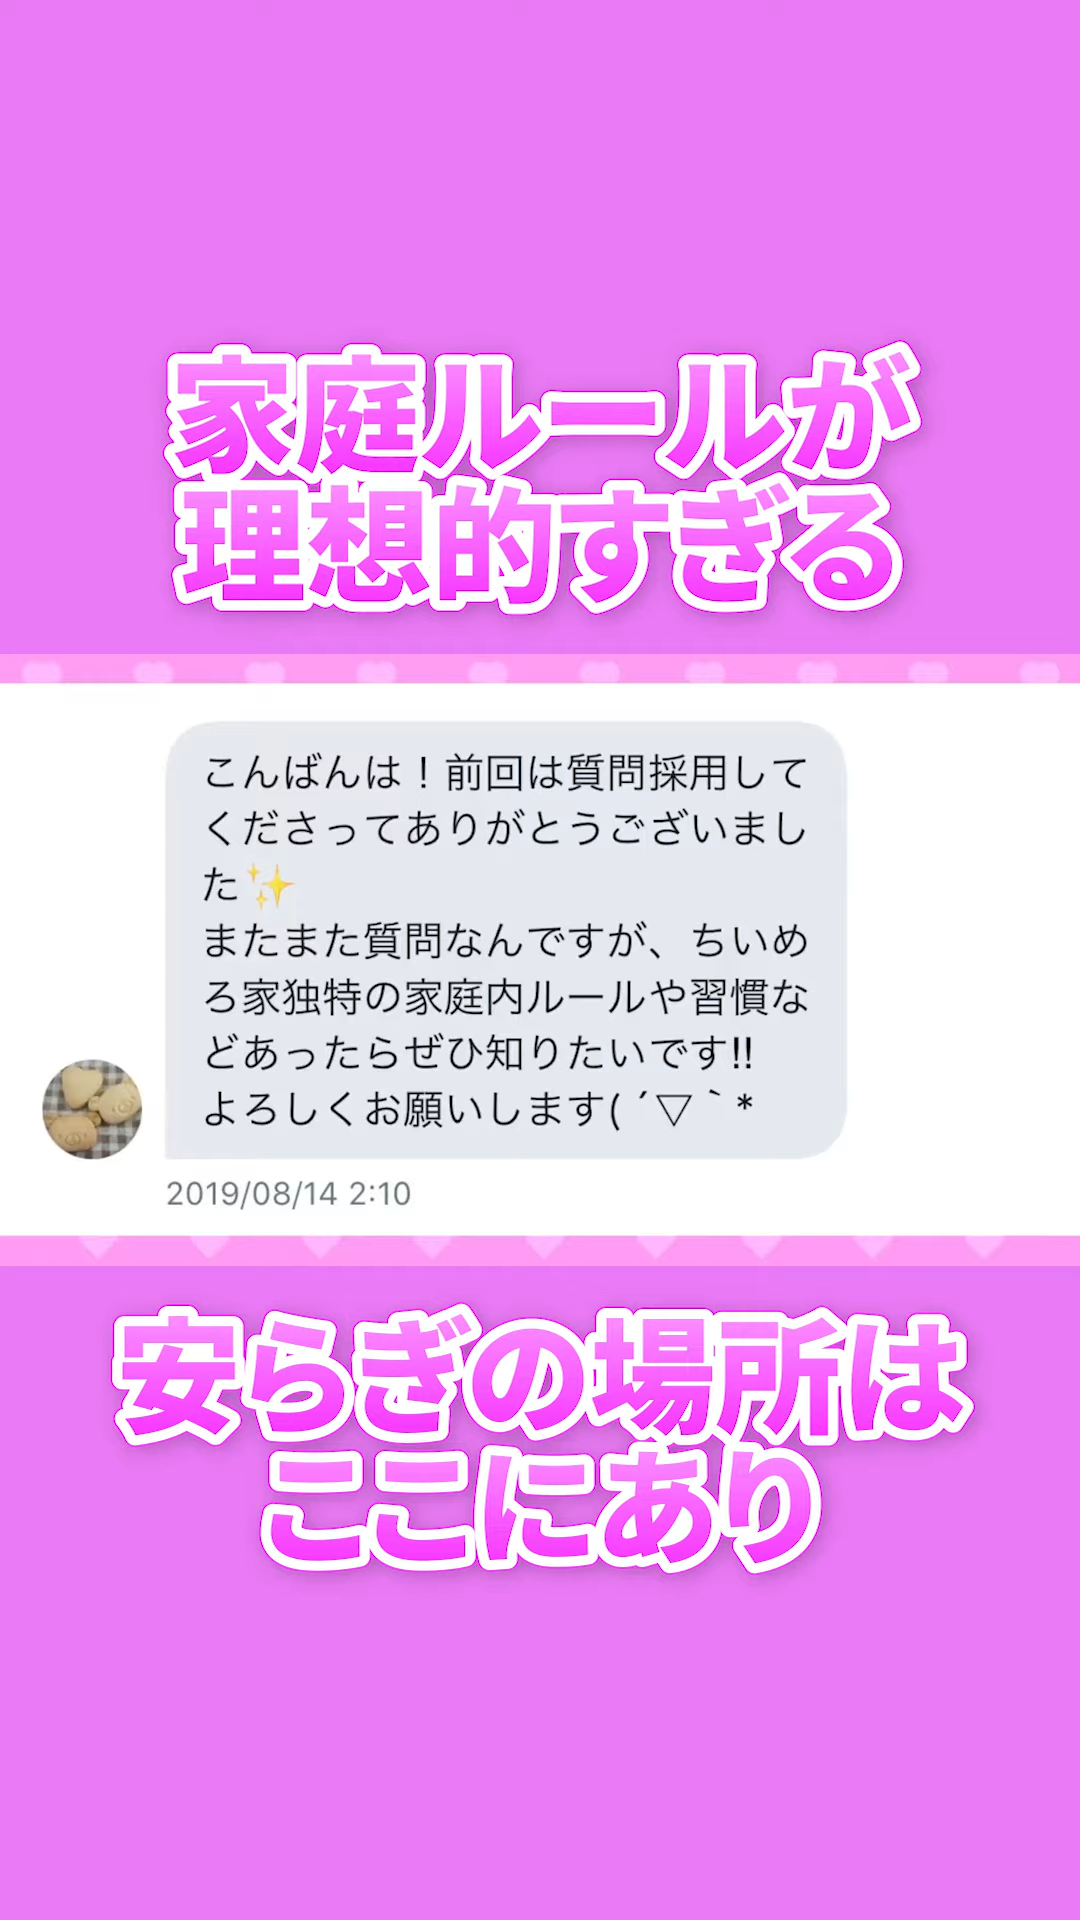 家庭ルールが
理想的すぎる
こんばんは！前回は質問採用して
くださってありがとうございまし
た✨
またまた質問なんですが、ちいめ
ろ家独特の家庭内ルールや習慣な
どあったらぜひ知りたいです!!
よろしくお願いします( ´▽｀*
2019/08/14 2:10
安らぎの場所は
ここにあり